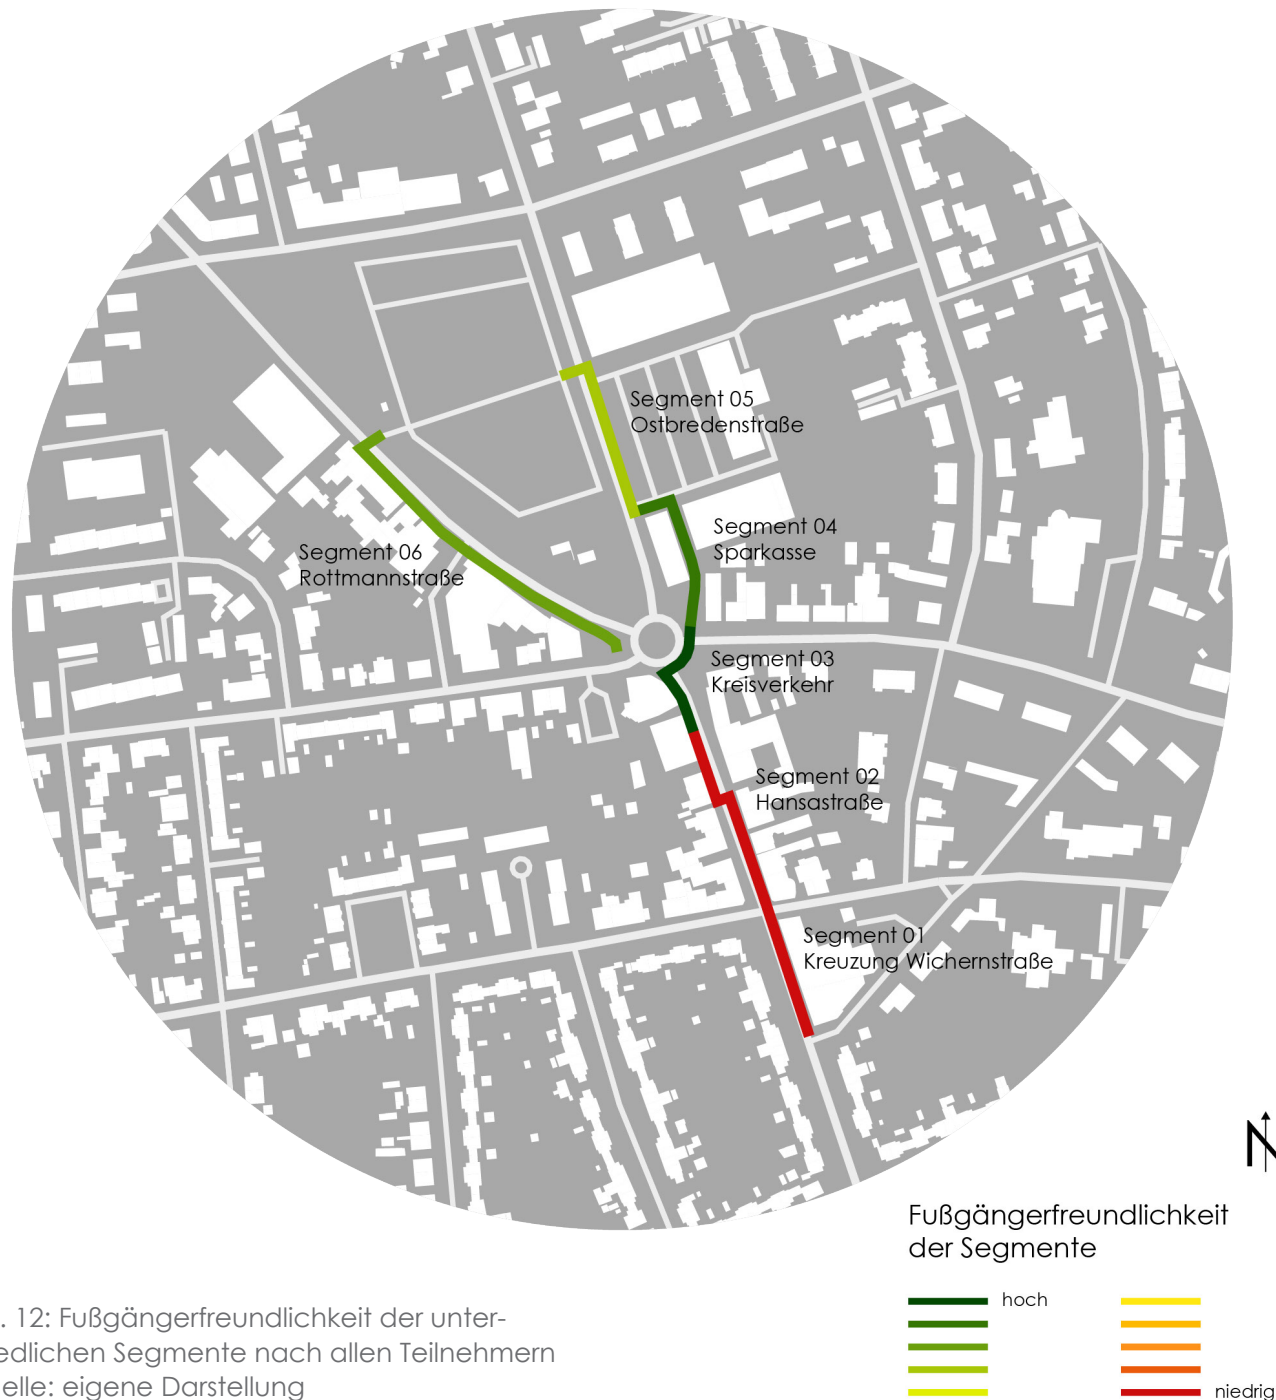 Segment 05
Ostbredenstraße
Segment 04
Sparkasse
Segment 06
Rottmannstraße
Segment 03
Kreisverkehr
Segment 02
Hansastraße
Segment 01
Kreuzung Wichernstraße
N
Fußgängerfreundlichkeit
der Segmente
hoch
niedrig
. 12: Fußgängerfreundlichkeit der unter-
edlichen Segmente nach allen Teilnehmern
elle: eigene Darstellung